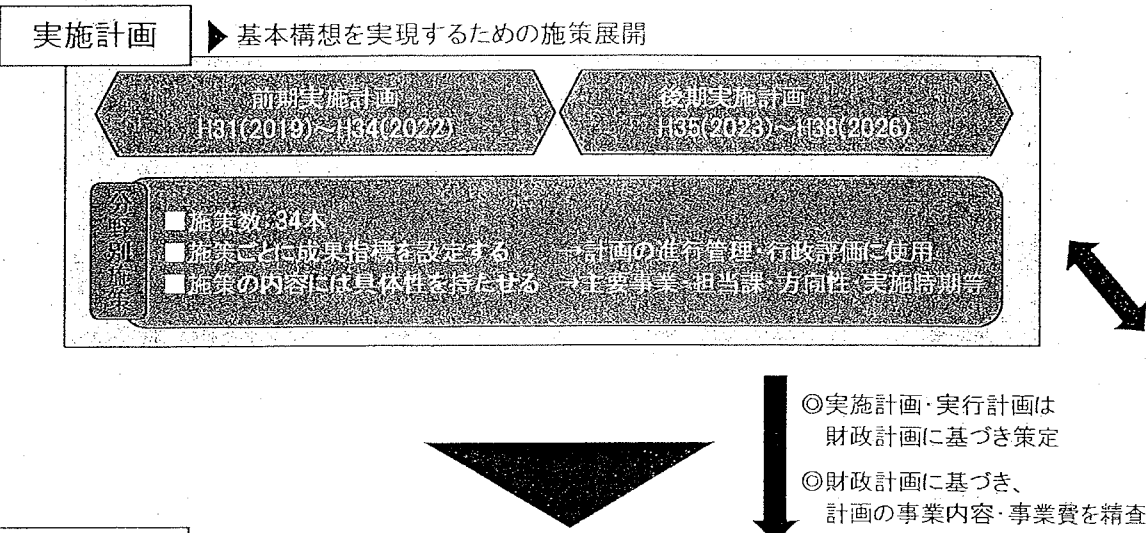 実施計画
基本構想を実現するための施策展開
前期実施計画
H31(2019)~H34(2022)
後期実施計画
H35(2023)~H38(2026)
分野別施策
■施策数:34本
■施策ごとに成果指標を設定する →計画の進行管理・行政評価に使用
■施策の内容には具体性を持たせる →主要事業・担当課・方向性・実施時期等
◎実施計画・実行計画は
財政計画に基づき策定
◎財政計画に基づき、
計画の事業内容・事業費を精査